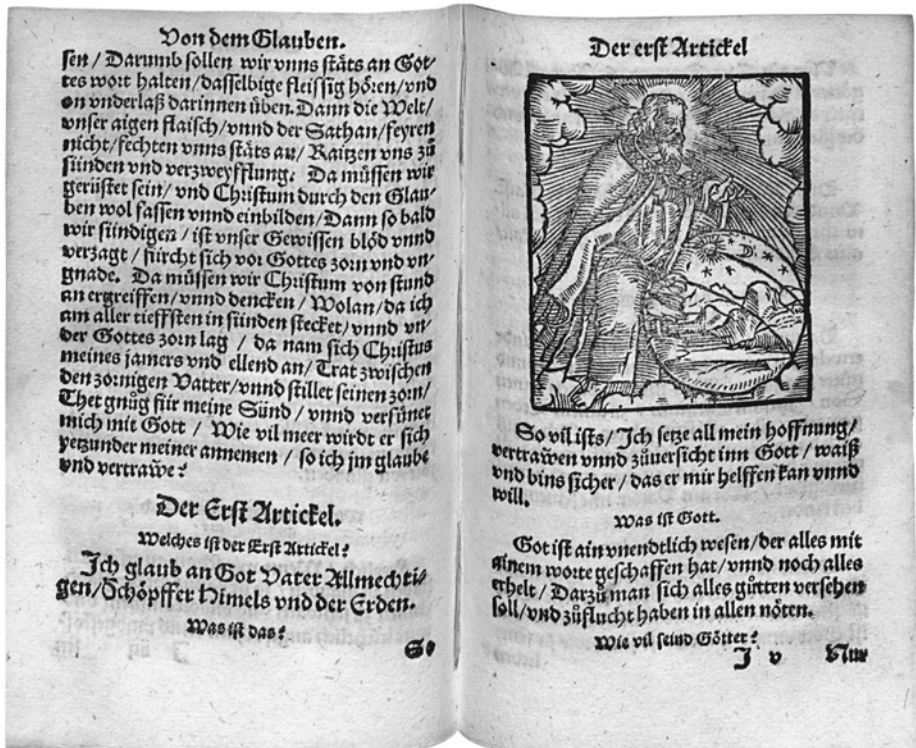 Von dem Glauben.
sen / Darumb sollen wir vnns stäts an Got-
tes wort halten/dasselbige fleissig hören/vnd
on vnderlaß darinnen üben. Dann die Welt/
vnser aigen flaisch/vnnd der Sathan/feyren
nicht/fechten vnns stäts an/ Raitzen vns zů
sünden vnd verzweyfflung. Da müssen wir
gerüstet sein/ vnd Christum durch den Glau-
ben wol fassen vnnd einbilden/Dann so bald
wir sündigen / ist vnser Gewissen blöd vnnd
verzagt / fürcht sich vor Gottes zorn vnd vn-
gnade. Da müssen wir Christum von stund
an ergreiffen/vnnd dencken / Wolan/da ich
am aller tieffsten in sünden stecket/ vnnd vn-
der Gottes zorn lag / da nam sich Christus
meines jamers vnd ellend an/ Trat zwischen
den zornigen Vatter/vnnd stillet seinen zorn/
Thet gnůg für meine Sünd / vnnd versünet
mich mit Gott / Wie vil meer wirdt er sich
yetzunder meiner annemen / so ich jm glaube
vnd vertrawe?
Der Erst Artickel.
Welches ist der Erst Artickel?
Ich glaub an Got Vater Allmechti-
gen/Schöpffer Himels vnd der Erden.
Was ist das?
So
Der erst Artickel
So vil ists/ Ich setze all mein hoffnung/
vertrawen vnnd zůuersicht inn Gott / waiß
vnd bins sicher / das er mir helffen kan vnnd
will.
Was ist Gott.
Got ist ain vnendtlich wesen/der alles mit
einem worte geschaffen hat/vnnd noch alles
erhelt / Darzů man sich alles gůtten versehen
soll/vnd zůflucht haben in allen nöten.
Wie vil seind Götter?
J v Nur